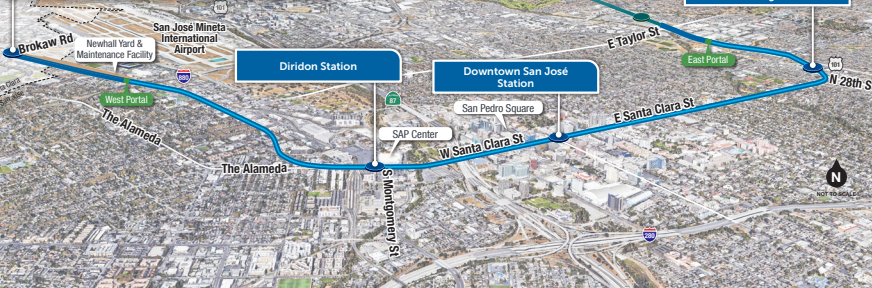 101
San José Mineta
International
Airport
Brokaw Rd
Newhall Yard &
Maintenance Facility
880
West Portal
The Alameda
The Alameda
Diridon Station
87
SAP Center
S Montgomery St
W Santa Clara St
Downtown San José
Station
San Pedro Square
E Santa Clara St
E Taylor St
East Portal
101
N 28th S
N
NOT TO SCALE
280